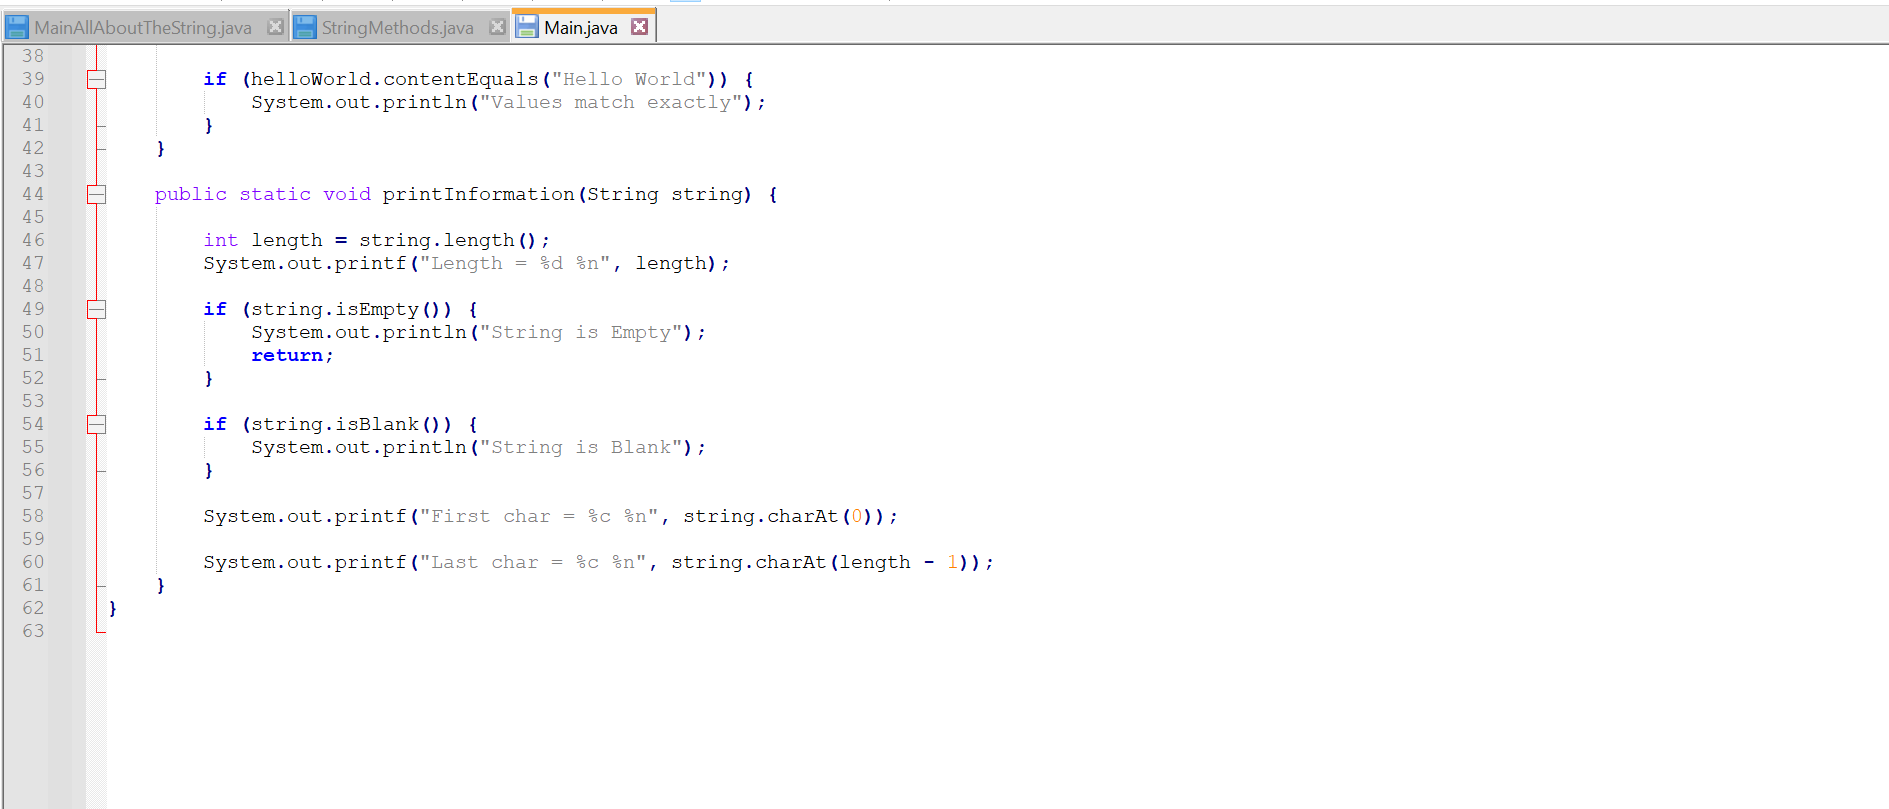 MainAllAboutTheString.java StringMethods.java Main.java
38
39 if (helloWorld.contentEquals("Hello World")) {
40 System.out.println("Values match exactly");
41 }
42 }
43
44 public static void printInformation(String string) {
45
46 int length = string.length();
47 System.out.printf("Length = %d %n", length);
48
49 if (string.isEmpty()) {
50 System.out.println("String is Empty");
51 return;
52 }
53
54 if (string.isBlank()) {
55 System.out.println("String is Blank");
56 }
57
58 System.out.printf("First char = %c %n", string.charAt(0));
59
60 System.out.printf("Last char = %c %n", string.charAt(length - 1));
61 }
62 }
63